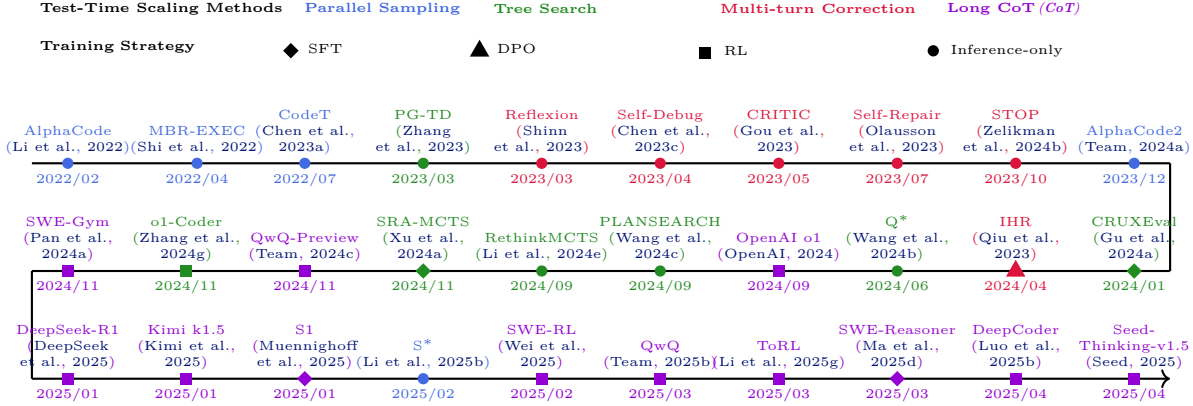 Test-Time Scaling Methods Parallel Sampling Tree Search Multi-turn Correction Long CoT (CoT)
Training Strategy SFT DPO RL Inference-only
AlphaCode
(Li et al., 2022)
2022/02
MBR-EXEC
(Shi et al., 2022)
2022/04
CodeT
(Chen et al.,
2023a)
2022/07
PG-TD
(Zhang
et al., 2023)
2023/03
Reflexion
(Shinn
et al., 2023)
2023/03
Self-Debug
(Chen et al.,
2023c)
2023/04
CRITIC
(Gou et al.,
2023)
2023/05
Self-Repair
(Olausson
et al., 2023)
2023/07
STOP
(Zelikman
et al., 2024b)
2023/10
AlphaCode2
(Team, 2024a)
2023/12
SWE-Gym
(Pan et al.,
2024a)
2024/11
o1-Coder
(Zhang et al.,
2024g)
2024/11
QwQ-Preview
(Team, 2024c)
2024/11
SRA-MCTS
(Xu et al.,
2024a)
2024/11
RethinkMCTS
(Li et al., 2024e)
2024/09
PLANSEARCH
(Wang et al.,
2024c)
2024/09
OpenAI o1
(OpenAI, 2024)
2024/09
Q*
(Wang et al.,
2024b)
2024/06
IHR
(Qiu et al.,
2023)
2024/04
CRUXEval
(Gu et al.,
2024a)
2024/01
DeepSeek-R1
(DeepSeek
et al., 2025)
2025/01
Kimi k1.5
(Kimi et al.,
2025)
2025/01
S1
(Muennighoff
et al., 2025)
2025/01
S*
(Li et al., 2025b)
2025/02
SWE-RL
(Wei et al.,
2025)
2025/02
QwQ
(Team, 2025b)
2025/03
ToRL
(Li et al., 2025g)
2025/03
SWE-Reasoner
(Ma et al.,
2025d)
2025/03
DeepCoder
(Luo et al.,
2025b)
2025/04
Seed-
Thinking-v1.5
(Seed, 2025)
2025/04